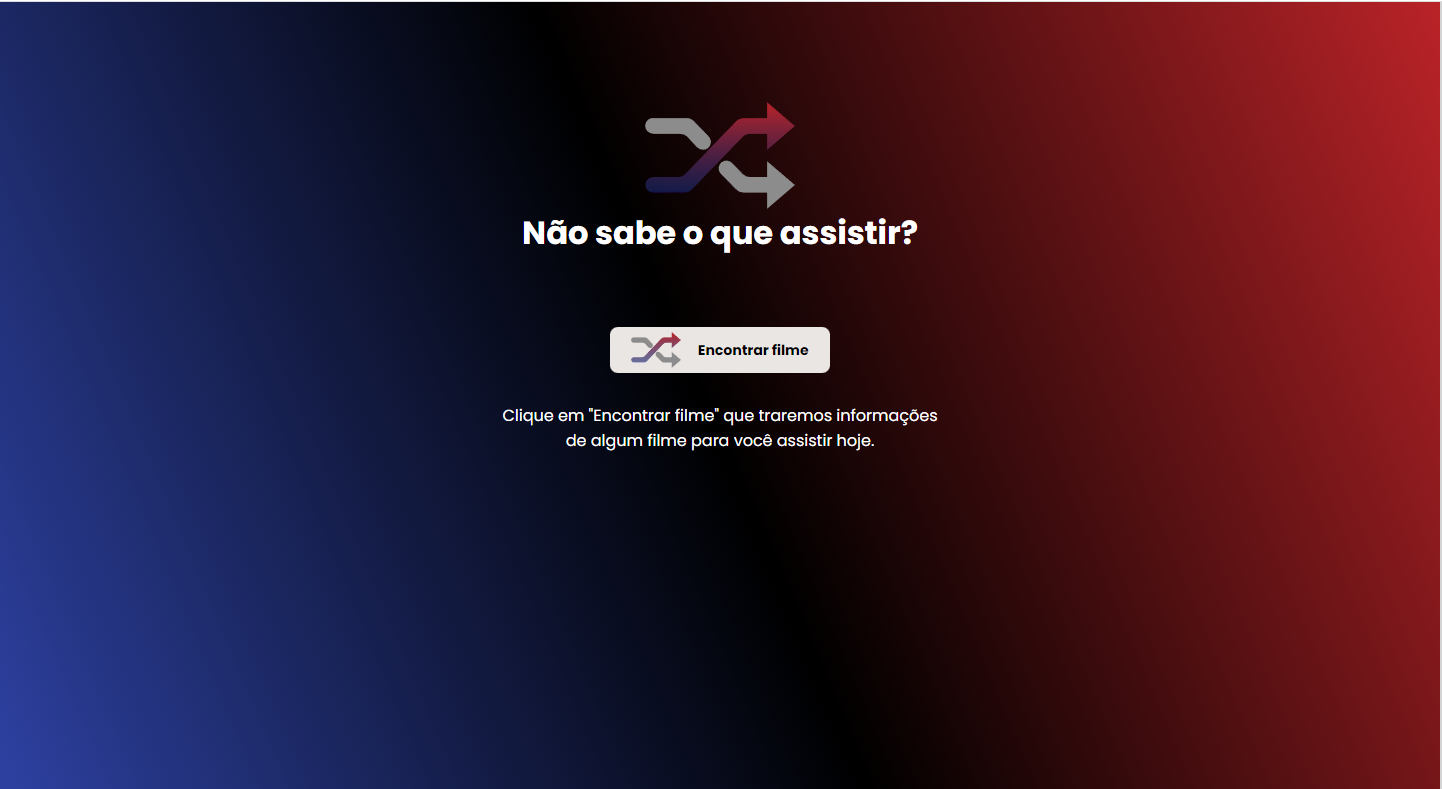 Não sabe o que assistir?
Encontrar filme
Clique em "Encontrar filme" que traremos informações
de algum filme para você assistir hoje.